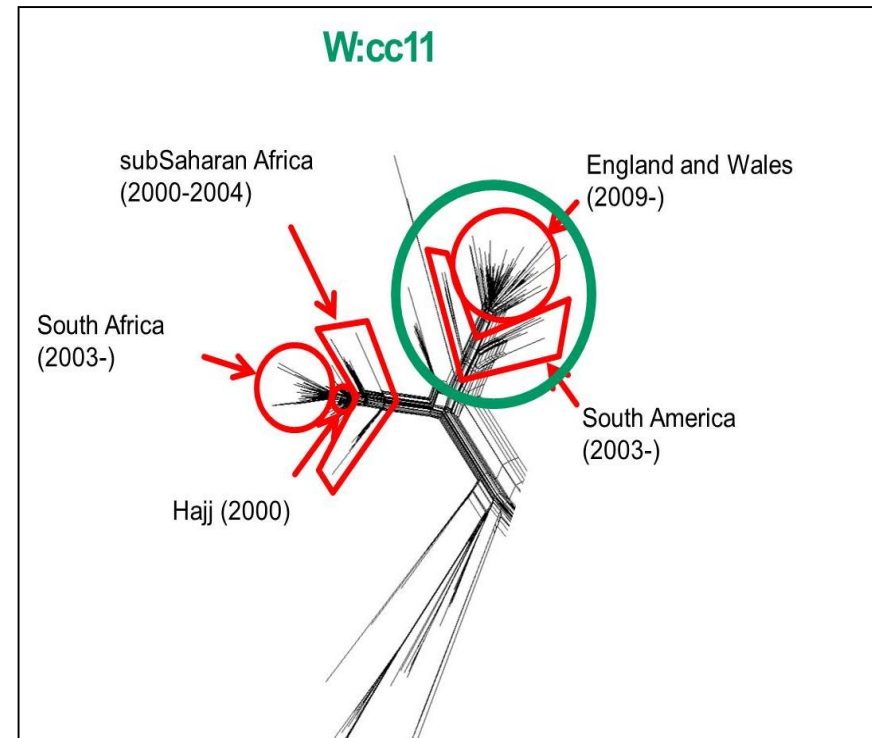 W:cc11
subSaharan Africa
(2000-2004)
England and Wales
(2009-)
South Africa
(2003-)
South America
(2003-)
Hajj (2000)